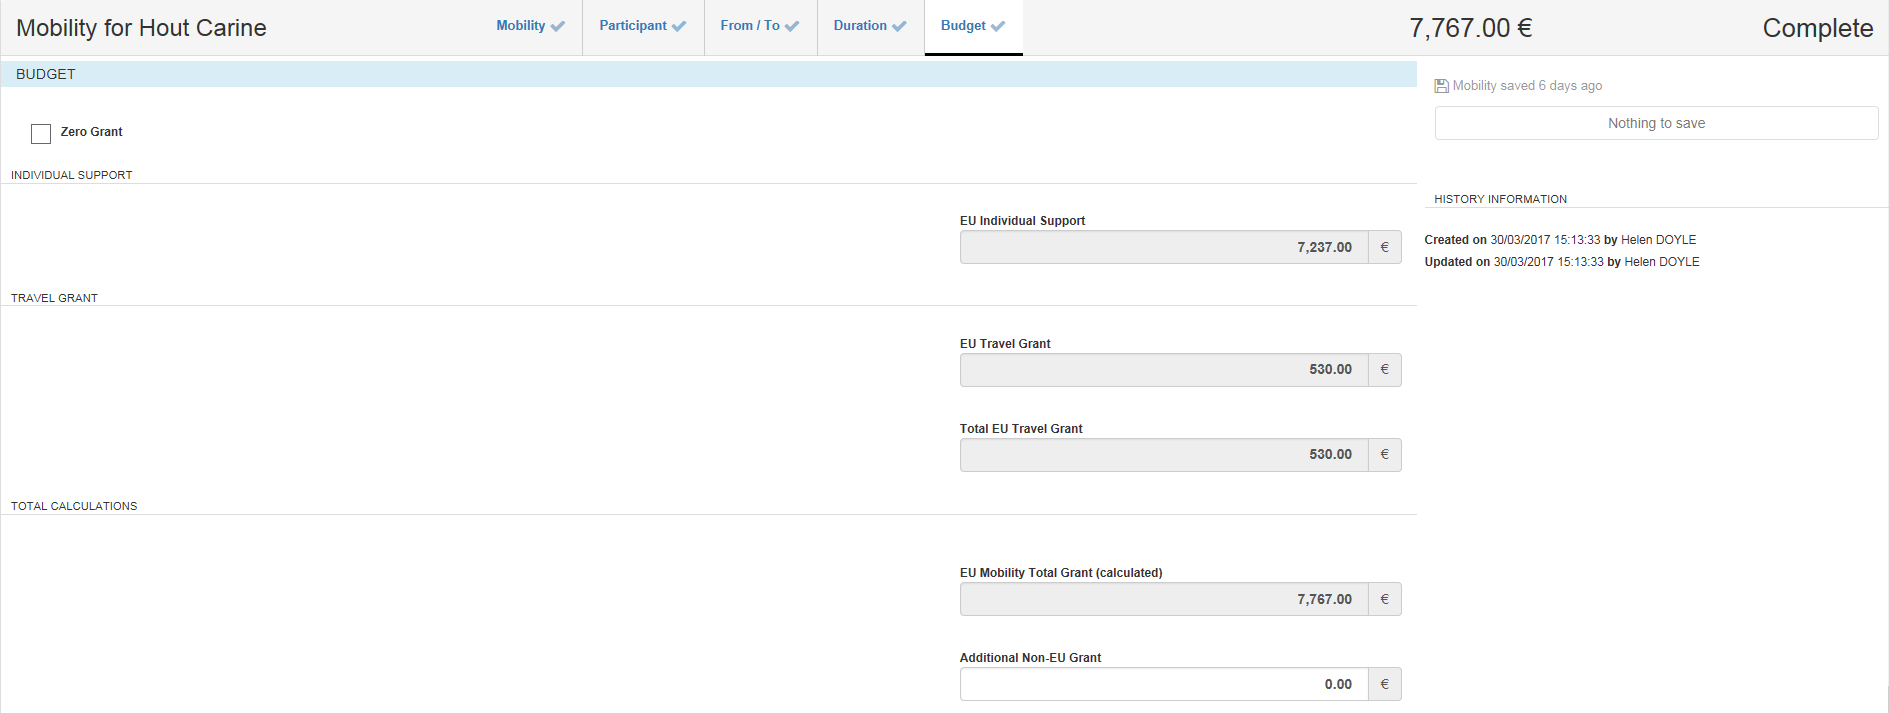 Mobility for Hout Carine
Mobility
Participant
From / To
Duration
Budget
7,767.00 €
Complete
BUDGET
Mobility saved 6 days ago
Nothing to save
Zero Grant
INDIVIDUAL SUPPORT
HISTORY INFORMATION
EU Individual Support
7,237.00 €
Created on 30/03/2017 15:13:33 by Helen DOYLE
Updated on 30/03/2017 15:13:33 by Helen DOYLE
TRAVEL GRANT
EU Travel Grant
530.00 €
Total EU Travel Grant
530.00 €
TOTAL CALCULATIONS
EU Mobility Total Grant (calculated)
7,767.00 €
Additional Non-EU Grant
0.00 €